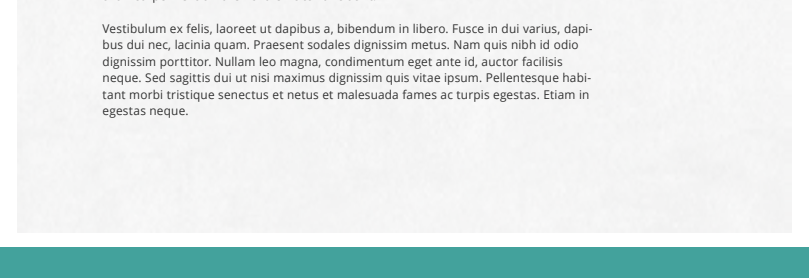 Vestibulum ex felis, laoreet ut dapibus a, bibendum in libero. Fusce in dui varius, dapi-
bus dui nec, lacinia quam. Praesent sodales dignissim metus. Nam quis nibh id odio
dignissim porttitor. Nullam leo magna, condimentum eget ante id, auctor facilisis
neque. Sed sagittis dui ut nisi maximus dignissim quis vitae ipsum. Pellentesque habi-
tant morbi tristique senectus et netus et malesuada fames ac turpis egestas. Etiam in
egestas neque.